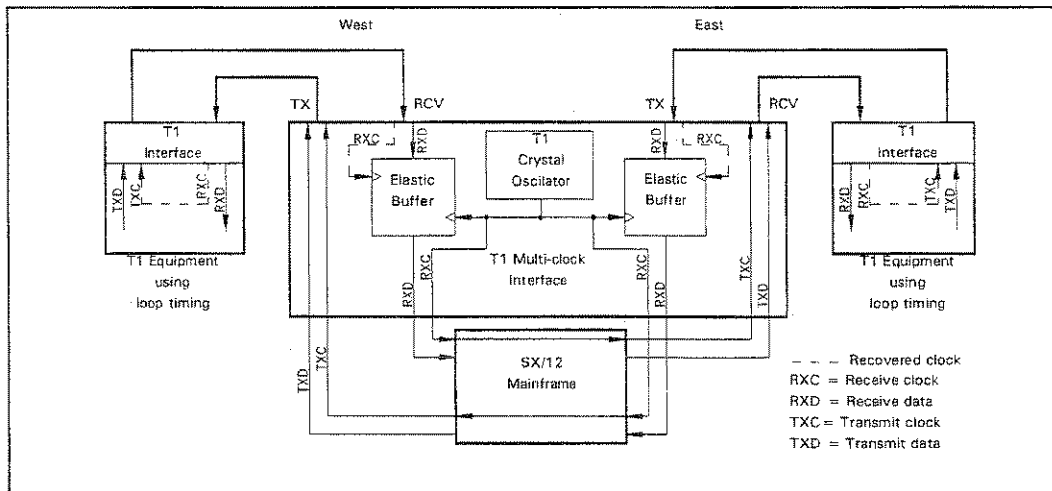 West
East
TX
RCV
TX
RCV
T1
Interface
TXD
TXC
RXC
RXD
T1 Equipment
using
loop timing
RXC
RXD
Elastic
Buffer
T1
Crystal
Oscilator
RXD
RXC
Elastic
Buffer
T1
Interface
RXD
RXC
TXC
TXD
T1 Equipment
using
loop timing
RXD
RXC
T1 Multi-clock
Interface
RXC
RXD
TXC
TXD
TXD
TXC
SX/12
Mainframe
Recovered clock
RXC = Receive clock
RXD = Receive data
TXC = Transmit clock
TXD = Transmit data